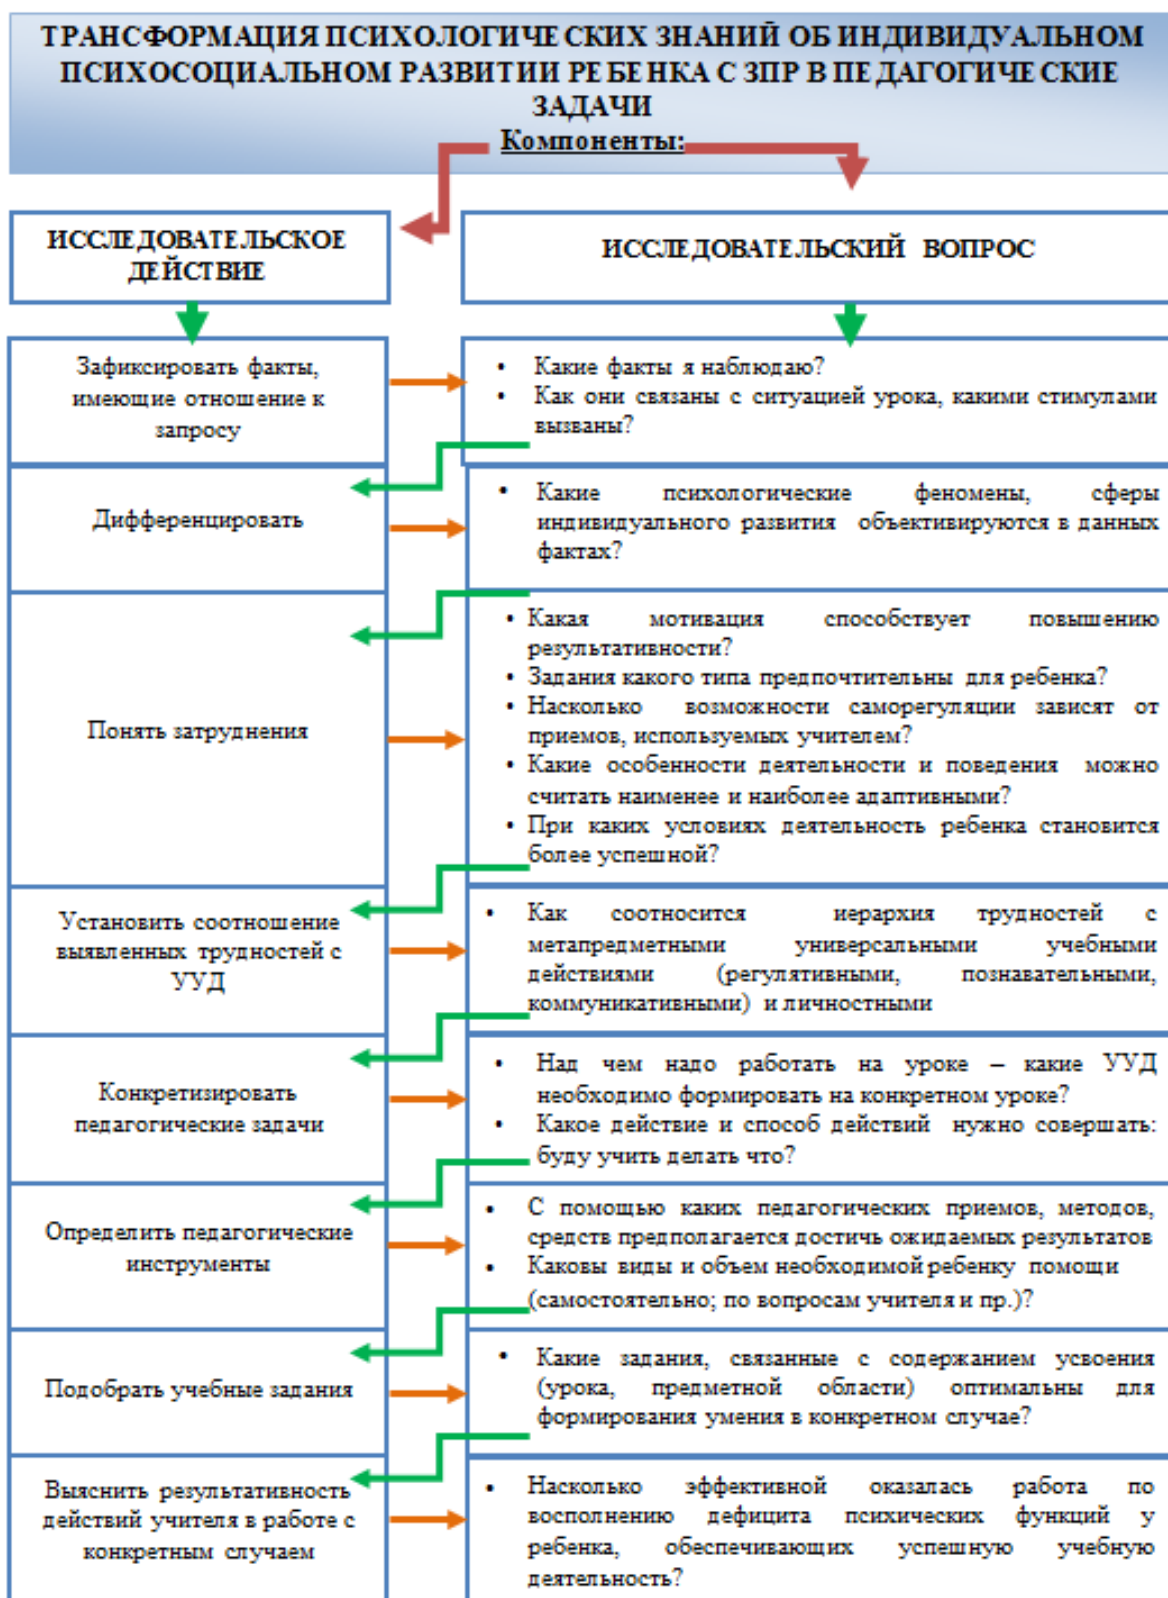 ТРАНСФОРМАЦИЯ ПСИХОЛОГИЧЕСКИХ ЗНАНИЙ ОБ ИНДИВИДУАЛЬНОМ
ПСИХОСОЦИАЛЬНОМ РАЗВИТИИ РЕБЕНКА С ЗПР В ПЕДАГОГИЧЕСКИЕ
ЗАДАЧИ
Компоненты:
ИССЛЕДОВАТЕЛЬСКОЕ
ДЕЙСТВИЕ
ИССЛЕДОВАТЕЛЬСКИЙ ВОПРОС
Зафиксировать факты,
имеющие отношение к
запросу
• Какие факты я наблюдаю?
• Как они связаны с ситуацией урока, какими стимулами
вызваны?
Дифференцировать
• Какие психологические феномены, сферы
индивидуального развития объективируются в данных
фактах?
Понять затруднения
• Какая мотивация способствует повышению
результативности?
• Задания какого типа предпочтительны для ребенка?
• Насколько возможности саморегуляции зависят от
приемов, используемых учителем?
• Какие особенности деятельности и поведения можно
считать наименее и наиболее адаптивными?
• При каких условиях деятельность ребенка становится
более успешной?
Установить соотношение
выявленных трудностей с
УУД
• Как соотносится иерархия трудностей с
метапредметными универсальными учебными
действиями (регулятивными, познавательными,
коммуникативными) и личностными
Конкретизировать
педагогические задачи
• Над чем надо работать на уроке – какие УУД
необходимо формировать на конкретном уроке?
• Какое действие и способ действий нужно совершать:
буду учить делать что?
Определить педагогические
инструменты
• С помощью каких педагогических приемов, методов,
средств предполагается достичь ожидаемых результатов
• Каковы виды и объем необходимой ребенку помощи
(самостоятельно; по вопросам учителя и пр.)?
Подобрать учебные задания
• Какие задания, связанные с содержанием усвоения
(урока, предметной области) оптимальны для
формирования умения в конкретном случае?
Выяснить результативность
действий учителя в работе с
конкретным случаем
• Насколько эффективной оказалась работа по
восполнению дефицита психических функций у
ребенка, обеспечивающих успешную учебную
деятельность?